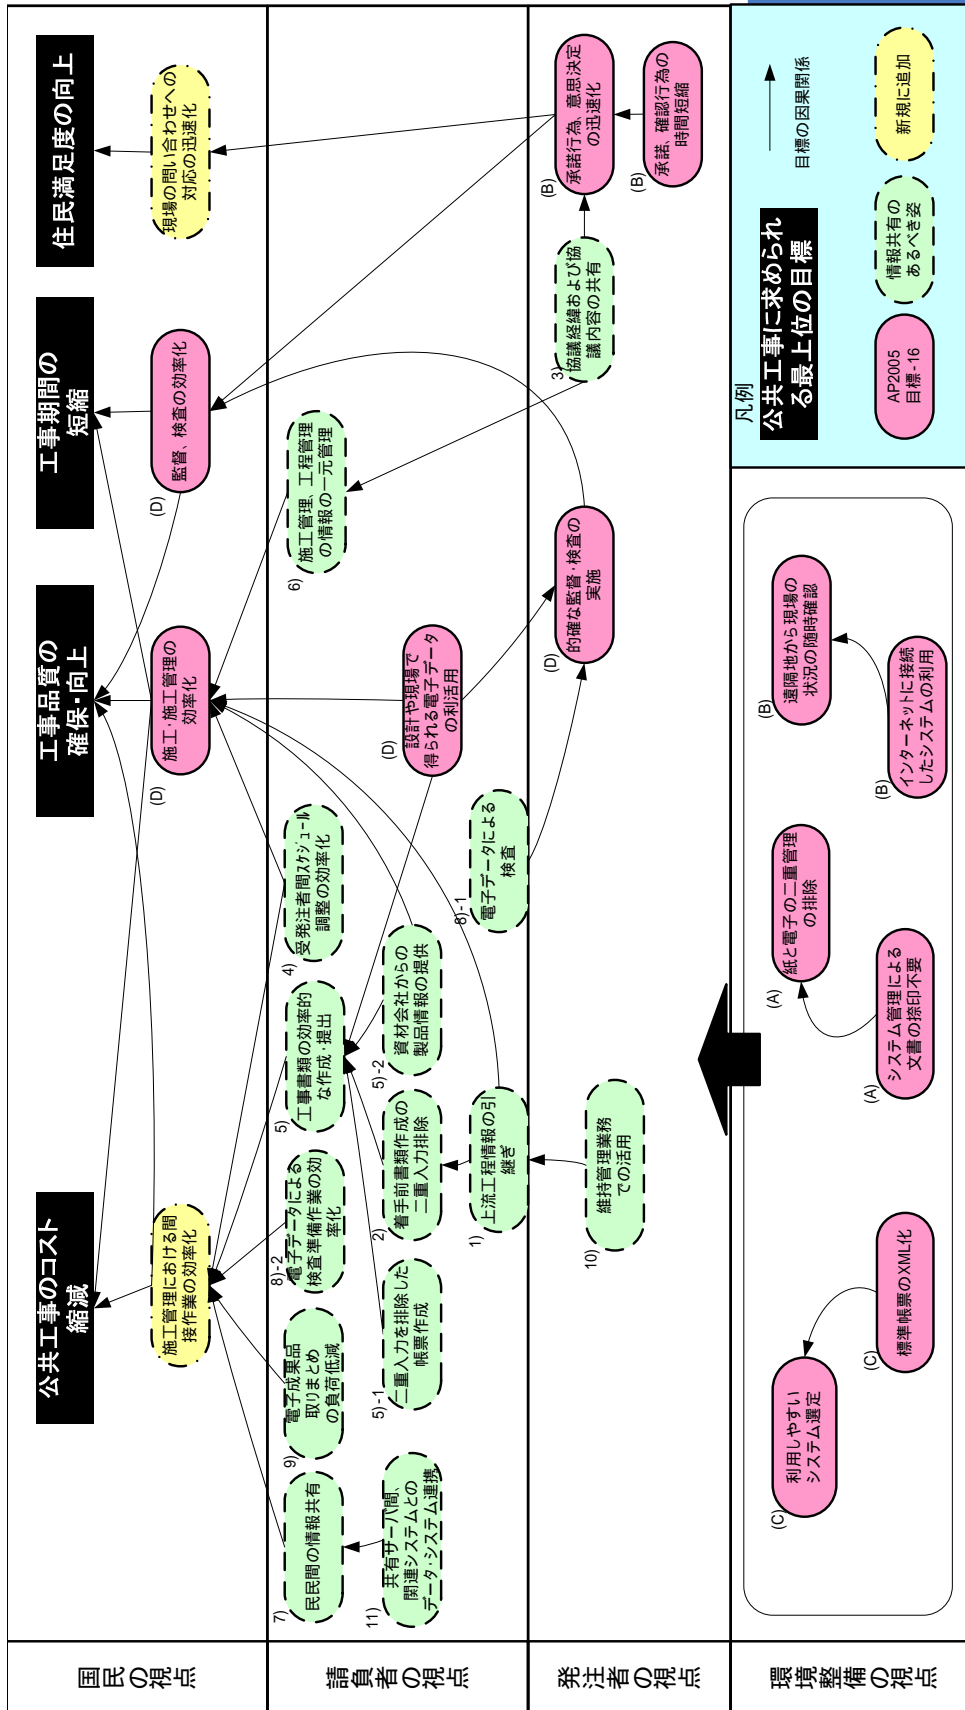 国民の視点
公共工事のコスト
縮減
工事品質の
確保・向上
工事期間の
短縮
住民満足度の向上
施工管理における間
接作業の効率化
(D)
施工・施工管理の
効率化
(D)
監督、検査の効率化
現場の問い合わせへの
対応の迅速化
請負者の視点
7)
民民間の情報共有
9)
電子成果品
取りまとめ
の負荷低減
8)-2
電子データによる
検査準備作業の効
率化
5)
工事書類の効率的
な作成・提出
4)
受発注者間スケジュール
調整の効率化
6)
施工管理、工程管理
の情報の一元管理
11)
共有サーバ間、
関連システムとの
データ・システム連携
5)-1
二重入力を排除した
帳票作成
2)
着手前書類作成の
二重入力排除
5)-2
資材会社からの
製品情報の提供
(D)
設計や現場で
得られる電子データ
の利活用
1)
上流工程情報の引
継ぎ
8)-1
電子データによる
検査
発注者の視点
10)
維持管理業務
での活用
(D)
的確な監督・検査の
実施
3)
協議経緯および協
議内容の共有
(B)
承諾行為、意思決定
の迅速化
(B)
承諾、確認行為の
時間短縮
環境整備の視点
(C)
利用しやすい
システム選定
(C)
標準帳票のXML化
(A)
紙と電子の二重管理
の排除
(A)
システム管理による
文書の捺印不要
(B)
遠隔地から現場の
状況の随時確認
(B)
インターネットに接続
したシステムの利用
凡例
公共工事に求められ
る最上位の目標
目標の因果関係
AP2005
目標-16
情報共有の
あるべき姿
新規に追加